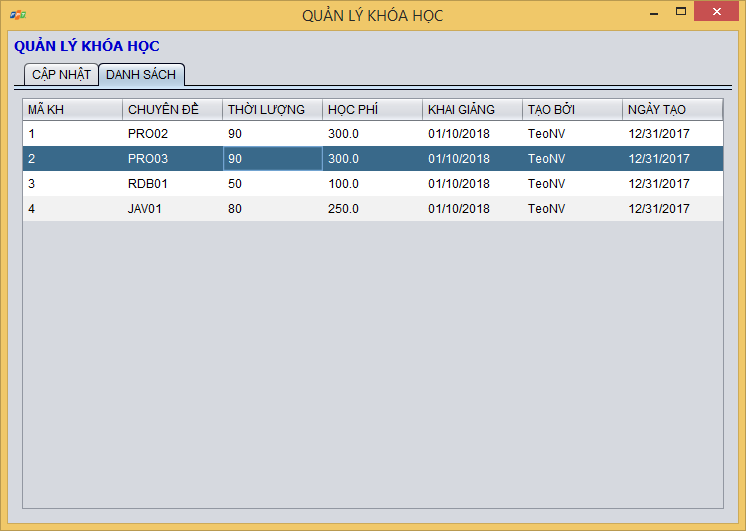 QUẢN LÝ KHÓA HỌC
QUẢN LÝ KHÓA HỌC
CẬP NHẬT DANH SÁCH
MÃ KH CHUYÊN ĐỀ THỜI LƯỢNG HỌC PHÍ KHAI GIẢNG TẠO BỞI NGÀY TẠO
1 PRO02 90 300.0 01/10/2018 TeoNV 12/31/2017
2 PRO03 90 300.0 01/10/2018 TeoNV 12/31/2017
3 RDB01 50 100.0 01/10/2018 TeoNV 12/31/2017
4 JAV01 80 250.0 01/10/2018 TeoNV 12/31/2017